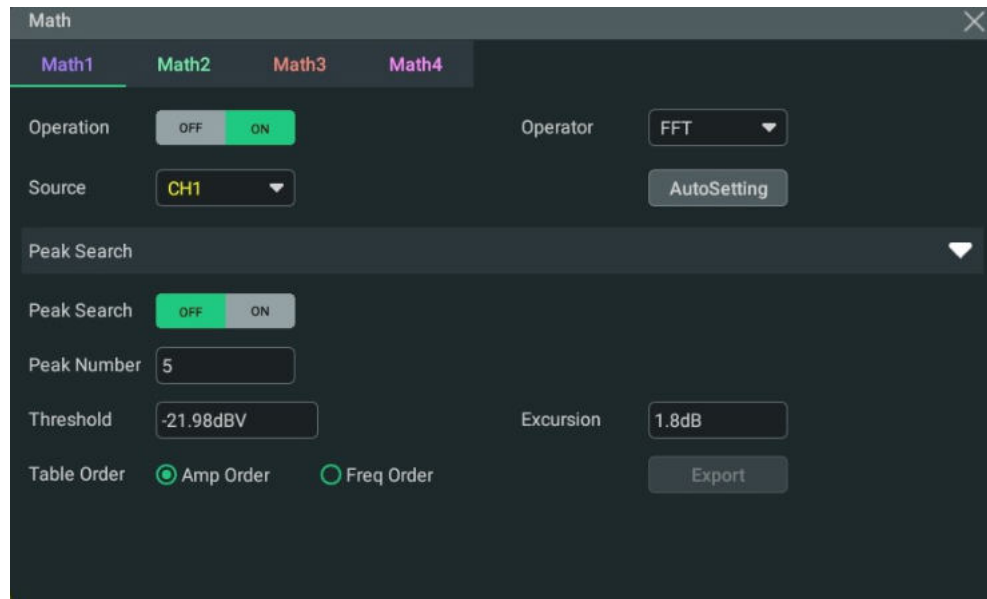 Math
Math1 Math2 Math3 Math4
Operation OFF ON Operator FFT
Source CH1 AutoSetting
Peak Search
Peak Search OFF ON
Peak Number 5
Threshold -21.98dBV Excursion 1.8dB
Table Order Amp Order Freq Order Export